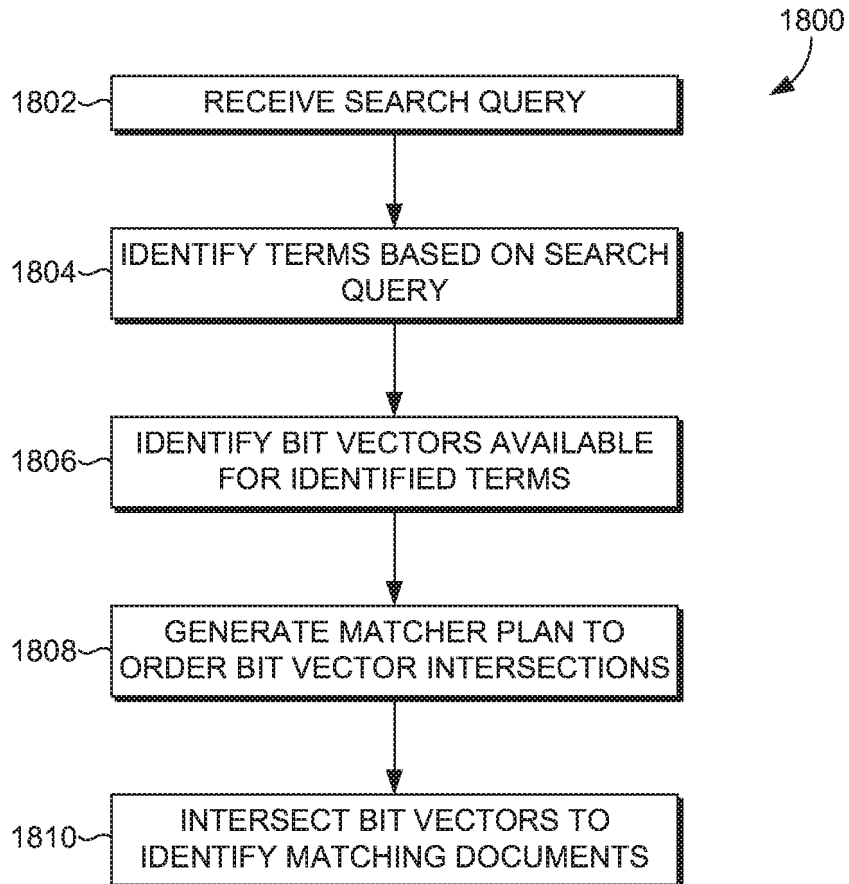 1800
1802
RECEIVE SEARCH QUERY
1804
IDENTIFY TERMS BASED ON SEARCH
QUERY
1806
IDENTIFY BIT VECTORS AVAILABLE
FOR IDENTIFIED TERMS
1808
GENERATE MATCHER PLAN TO
ORDER BIT VECTOR INTERSECTIONS
1810
INTERSECT BIT VECTORS TO
IDENTIFY MATCHING DOCUMENTS